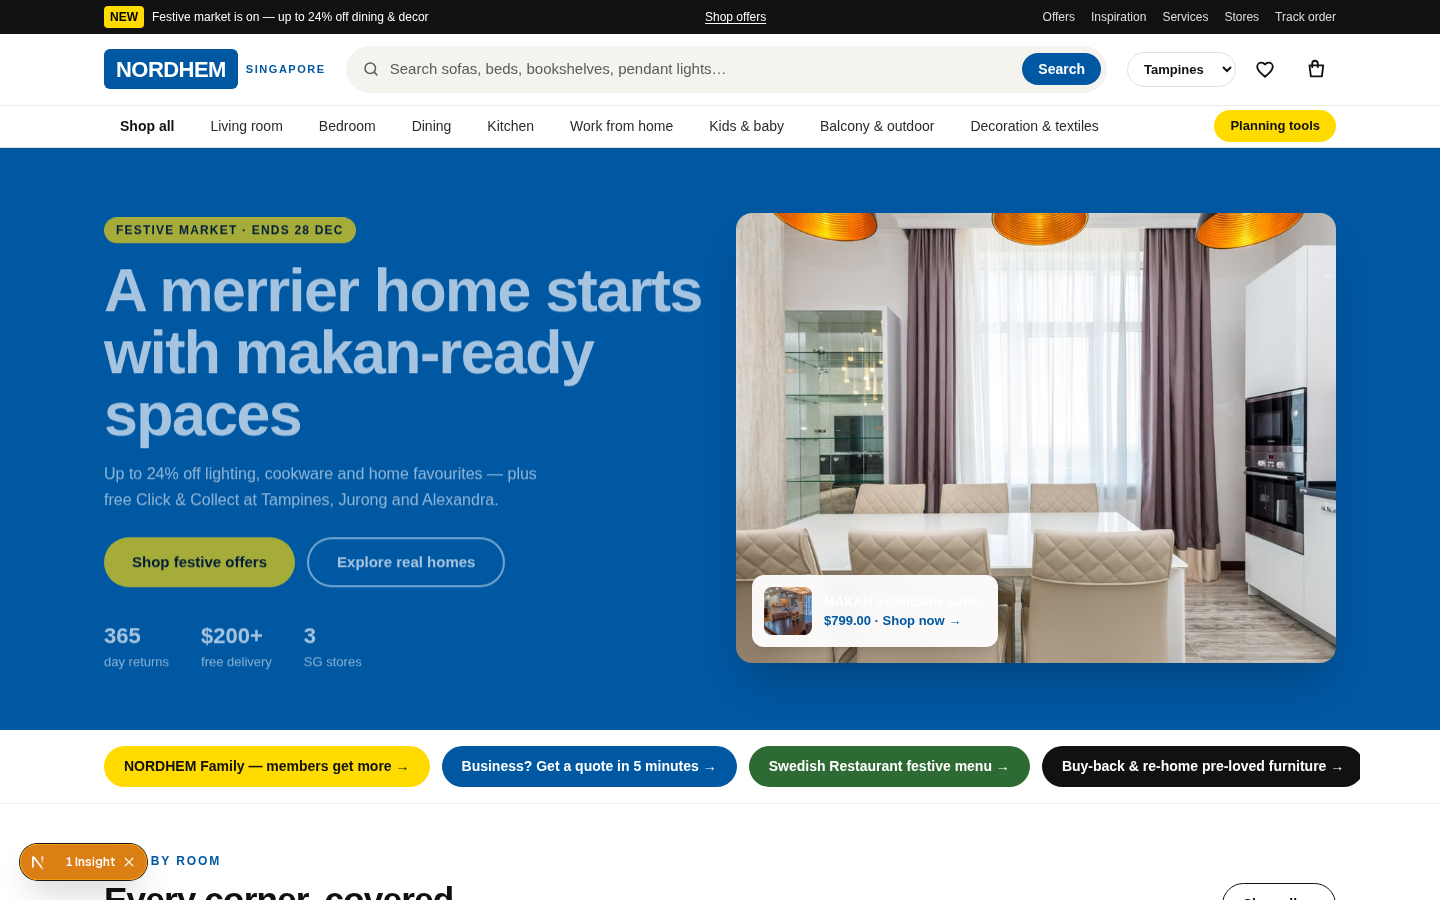 NEW Festive market is on — up to 24% off dining & decor
Shop offers
Offers Inspiration Services Stores Track order
NORDHEM SINGAPORE
Search sofas, beds, bookshelves, pendant lights…
Search
Tampines
Shop all Living room Bedroom Dining Kitchen Work from home Kids & baby Balcony & outdoor Decoration & textiles
Planning tools
FESTIVE MARKET · ENDS 28 DEC
A merrier home starts
with makan-ready
spaces
Up to 24% off lighting, cookware and home favourites — plus
free Click & Collect at Tampines, Jurong and Alexandra.
Shop festive offers
Explore real homes
365 $200+ 3
day returns free delivery SG stores
MAKAN extendable table
$799.00 · Shop now →
NORDHEM Family — members get more →
Business? Get a quote in 5 minutes →
Swedish Restaurant festive menu →
Buy-back & re-home pre-loved furniture →
1 Insight
BY ROOM
Every corner, covered